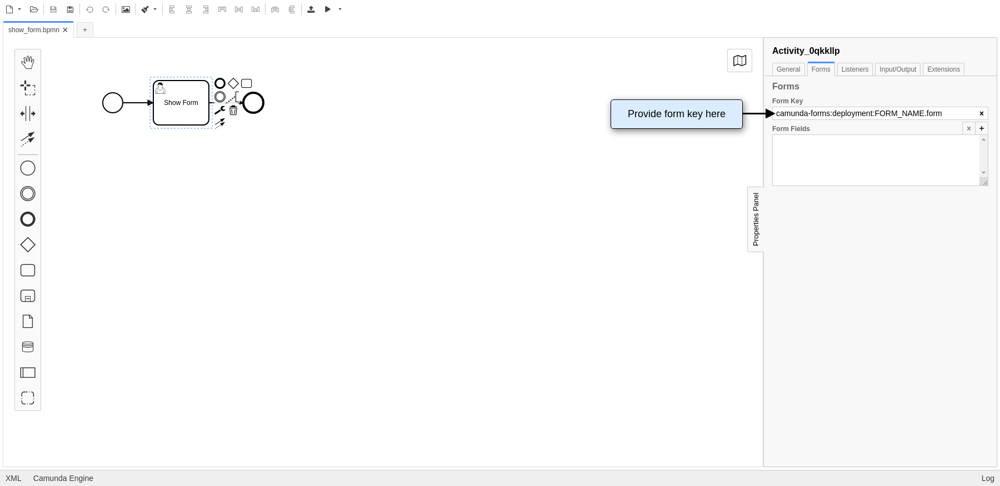 show_form.bpmn
+
Activity_0qkkllp
General Forms Listeners Input/Output Extensions
Forms
Form Key
Show Form
Provide form key here
camunda-forms:deployment:FORM_NAME.form
Form Fields
Properties Panel
XML Camunda Engine Log